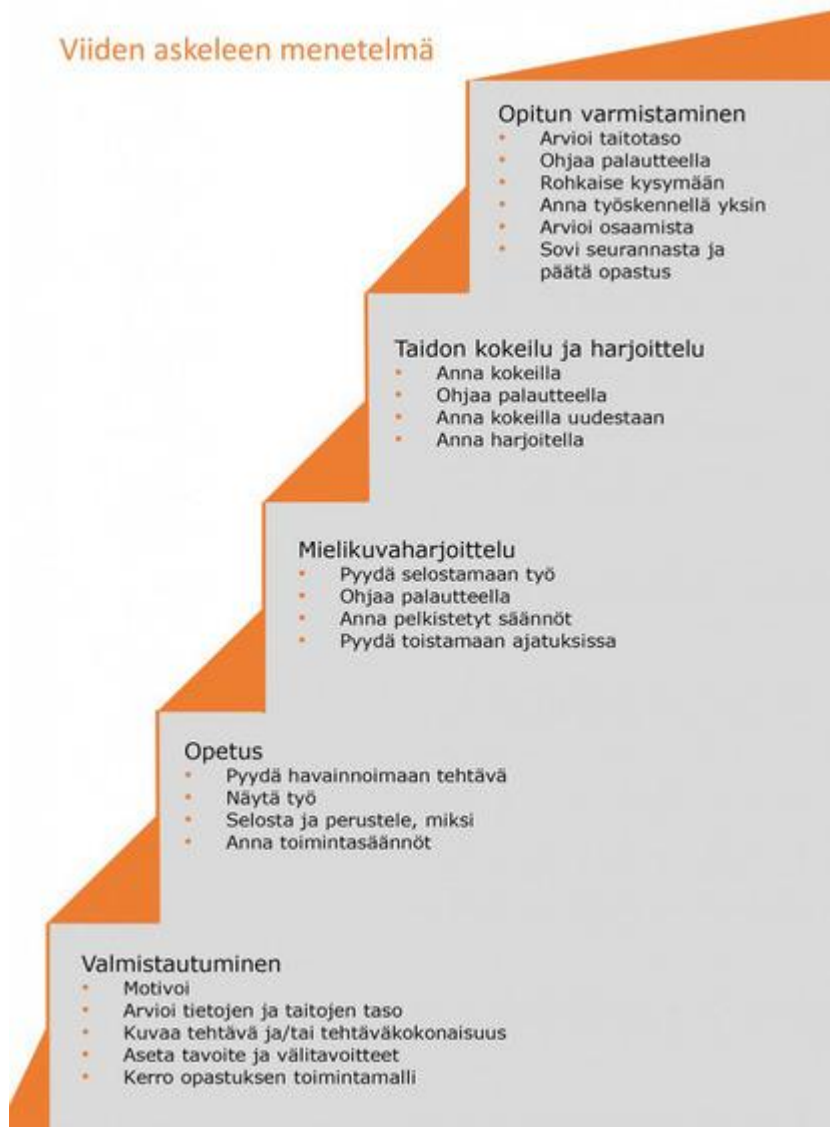 Viiden askeleen menetelmä
Opitun varmistaminen
• Arvioi taitotaso
• Ohjaa palautteella
• Rohkaise kysymään
• Anna työskennellä yksin
• Arvioi osaamista
• Sovi seurannasta ja
päätä opastus
Taidon kokeilu ja harjoittelu
• Anna kokeilla
• Ohjaa palautteella
• Anna kokeilla uudestaan
• Anna harjoitella
Mielikuvaharjoittelu
• Pyydä selostamaan työ
• Ohjaa palautteella
• Anna pelkistetyt säännöt
• Pyydä toistamaan ajatuksissa
Opetus
• Pyydä havainnoimaan tehtävä
• Näytä työ
• Selosta ja perustele, miksi
• Anna toimintasäännöt
Valmistautuminen
• Motivoi
• Arvioi tietojen ja taitojen taso
• Kuvaa tehtävä ja/tai tehtäväkokonaisuus
• Aseta tavoite ja välitavoitteet
• Kerro opastuksen toimintamalli